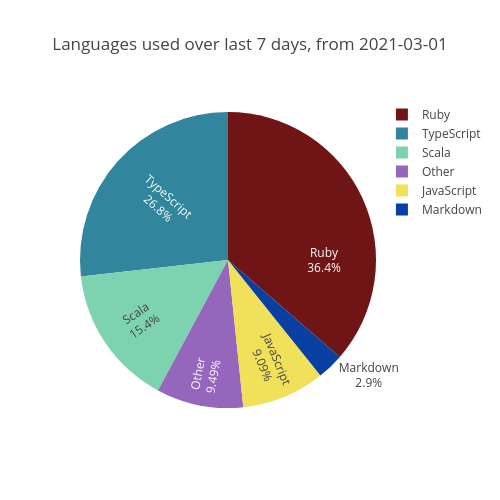 Languages used over last 7 days, from 2021-03-01
Ruby
TypeScript
Scala
Other
JavaScript
Markdown
Ruby
36.4%
TypeScript
26.8%
Scala
15.4%
Other
9.49%
JavaScript
9.09%
Markdown
2.9%